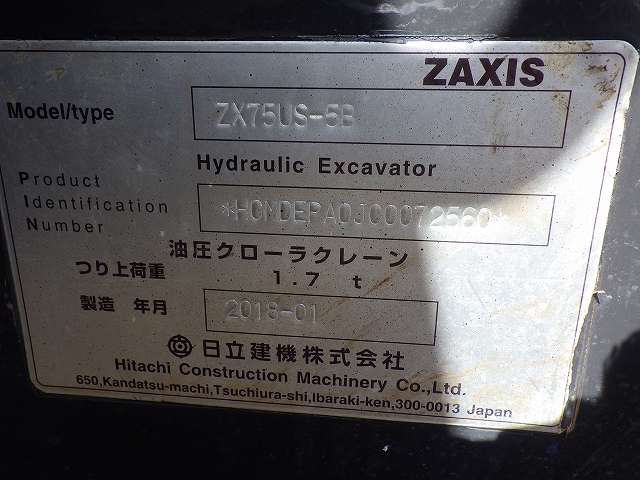 ZAXIS
Model/type ZX75US-5B
Hydraulic Excavator
Product Identification Number *HCMDEPA0JC0072560*
油圧クローラクレーン
つり上荷重 1.7 t
製造 年月 2018-01
日立建機株式会社
Hitachi Construction Machinery Co.,Ltd.
650,Kandatsu-machi,Tsuchiura-shi,Ibaraki-ken,300-0013 Japan